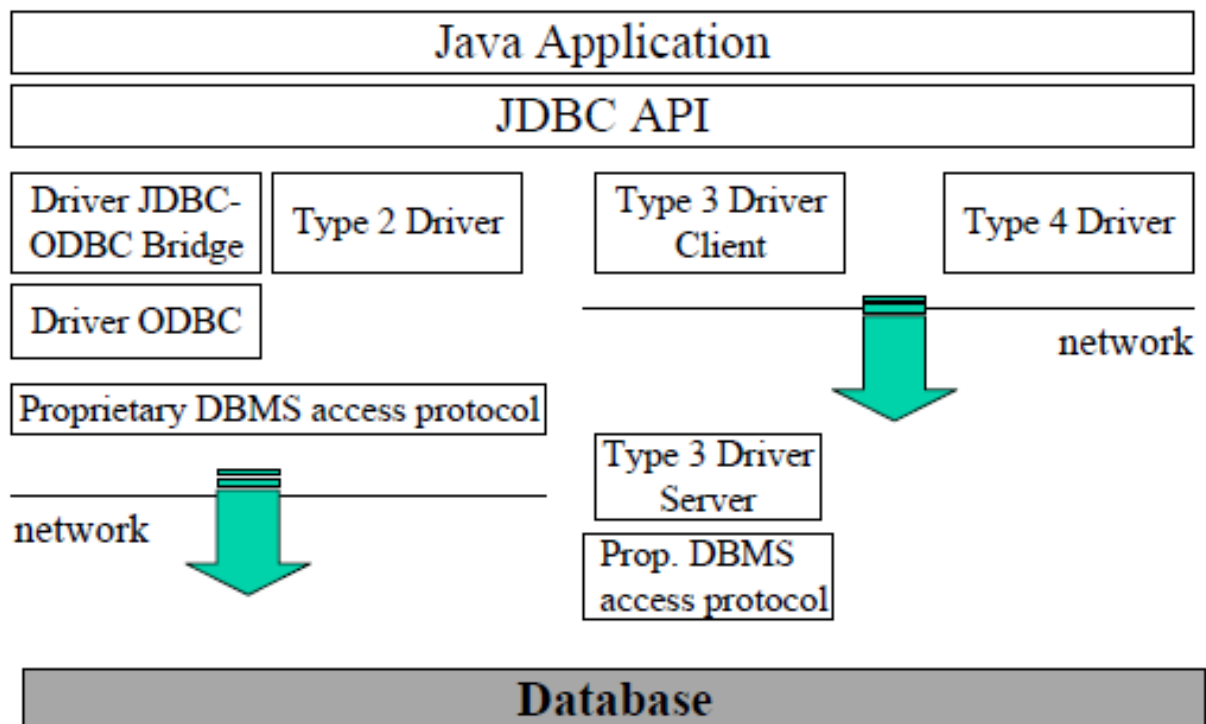 Java Application
JDBC API
Driver JDBC-
ODBC Bridge
Type 2 Driver
Type 3 Driver
Client
Type 4 Driver
Driver ODBC
network
Proprietary DBMS access protocol
Type 3 Driver
Server
network
Prop. DBMS
access protocol
Database